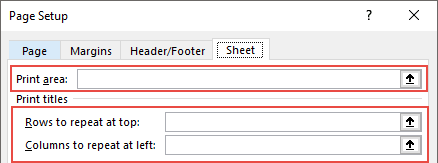 Page Setup ? ×
Page Margins Header/Footer Sheet
Print area:
Print titles
Rows to repeat at top:
Columns to repeat at left: